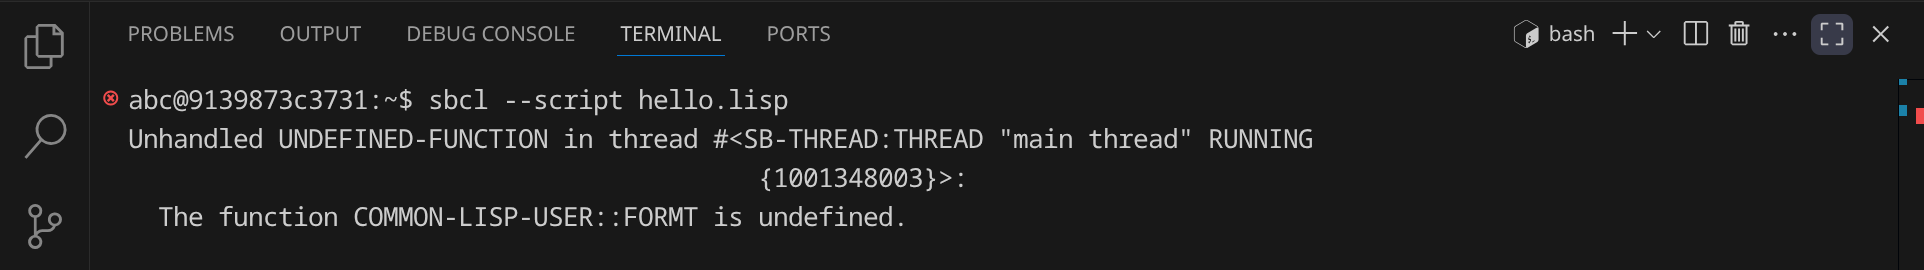 PROBLEMS OUTPUT DEBUG CONSOLE TERMINAL PORTS bash
abc@9139873c3731:~$ sbcl --script hello.lisp
Unhandled UNDEFINED-FUNCTION in thread #<SB-THREAD:THREAD "main thread" RUNNING
{1001348003}>:
The function COMMON-LISP-USER::FORMT is undefined.